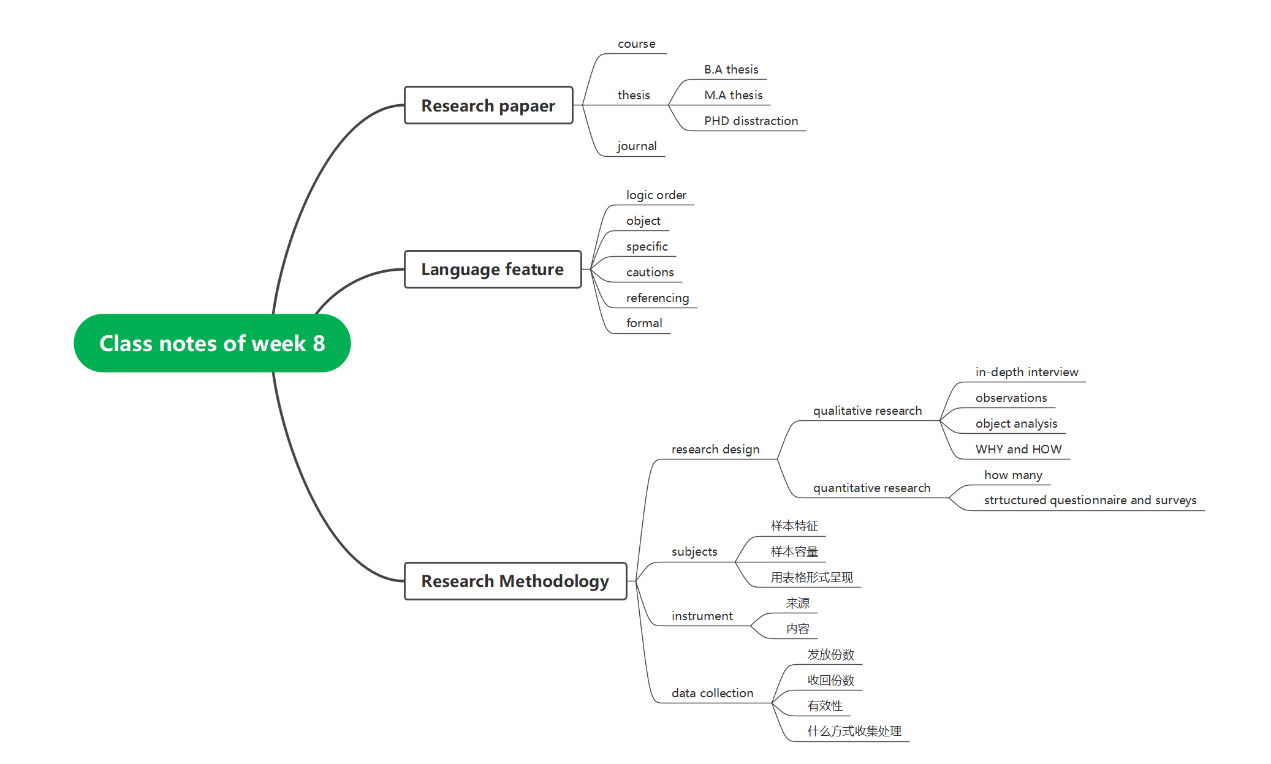 Class notes of week 8
Research papaer
course
thesis
B.A thesis
M.A thesis
PHD disstraction
journal
Language feature
logic order
object
specific
cautions
referencing
formal
Research Methodology
research design
qualitative research
in-depth interview
observations
object analysis
WHY and HOW
quantitative research
how many
strtuctured questionnaire and surveys
subjects
样本特征
样本容量
用表格形式呈现
instrument
来源
内容
data collection
发放份数
收回份数
有效性
什么方式收集处理